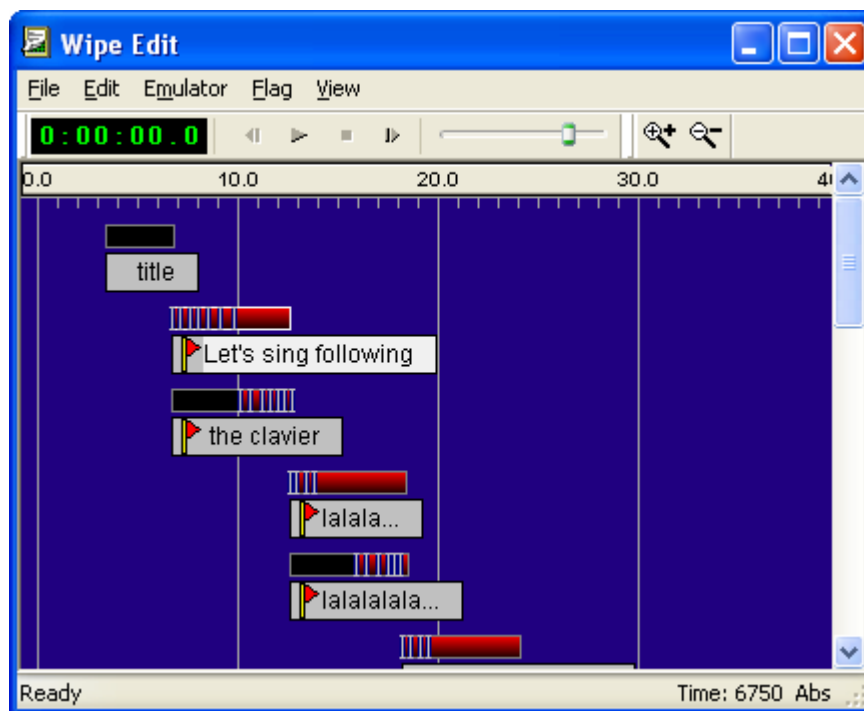 Wipe Edit
File Edit Emulator Flag View
0:00:00.0
0.0 10.0 20.0 30.0 4
title
Let's sing following
the clavier
lalala...
lalalalala...
Ready Time: 6750 Abs